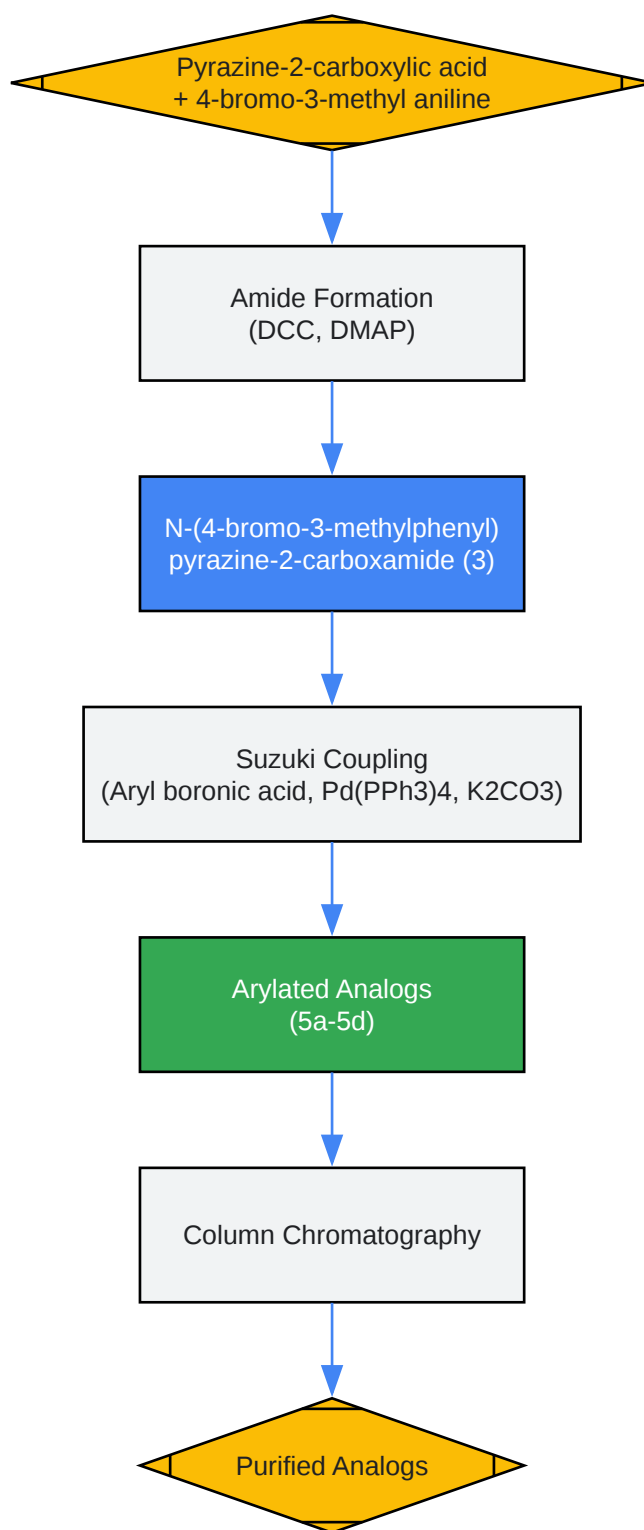 Pyrazine-2-carboxylic acid
+ 4-bromo-3-methyl aniline
Amide Formation
(DCC, DMAP)
N-(4-bromo-3-methylphenyl)
pyrazine-2-carboxamide (3)
Suzuki Coupling
(Aryl boronic acid, Pd(PPh3)4, K2CO3)
Arylated Analogs
(5a-5d)
Column Chromatography
Purified Analogs